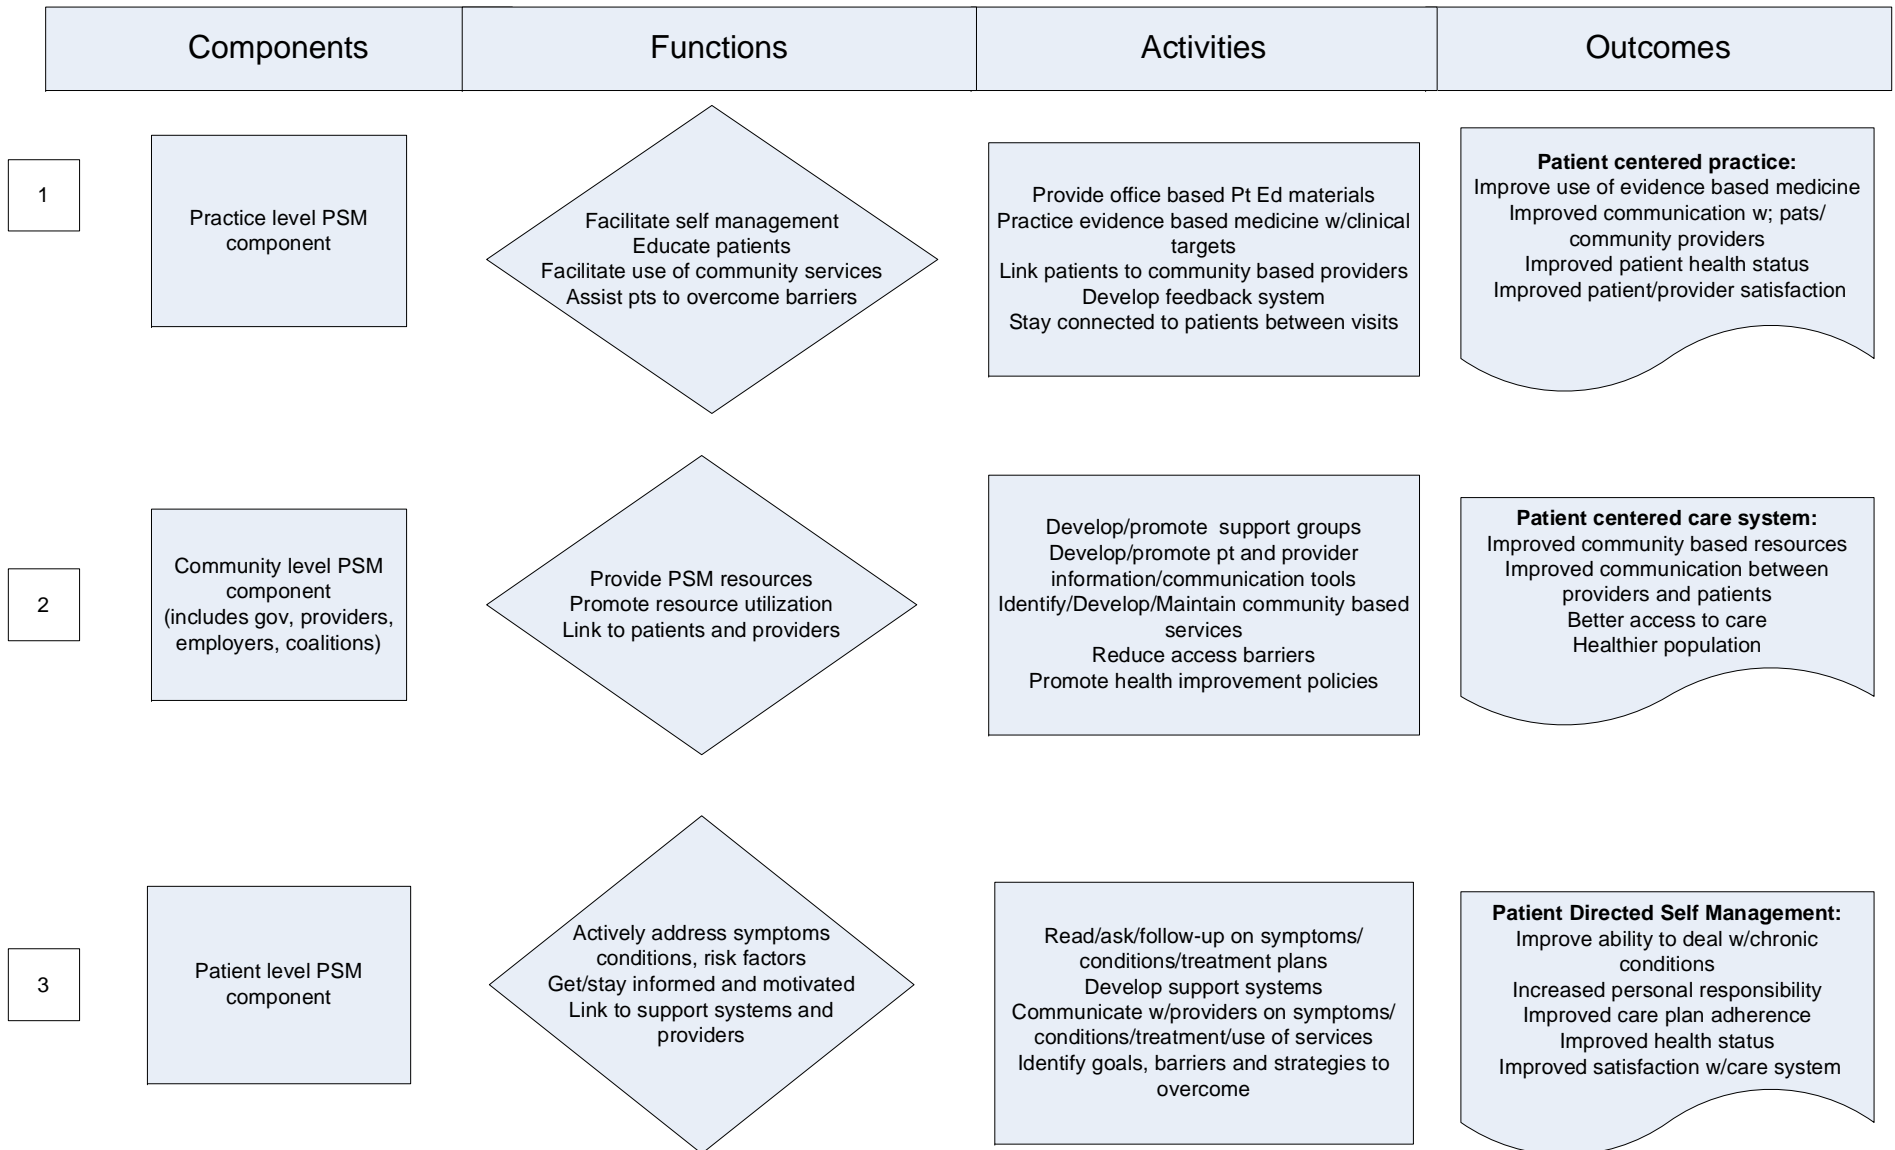 Components
Functions
Activities
Outcomes
1
Practice level PSM
component
Facilitate self management
Educate patients
Facilitate use of community services
Assist pts to overcome barriers
Provide office based Pt Ed materials
Practice evidence based medicine w/clinical
targets
Link patients to community based providers
Develop feedback system
Stay connected to patients between visits
Patient centered practice:
Improve use of evidence based medicine
Improved communication w; pats/
community providers
Improved patient health status
Improved patient/provider satisfaction
2
Community level PSM
component
(includes gov, providers,
employers, coalitions)
Provide PSM resources
Promote resource utilization
Link to patients and providers
Develop/promote  support groups
Develop/promote pt and provider
information/communication tools
Identify/Develop/Maintain community based
services
Reduce access barriers
Promote health improvement policies
Patient centered care system:
Improved community based resources
Improved communication between
providers and patients
Better access to care
Healthier population
3
Patient level PSM
component
Actively address symptoms
conditions, risk factors
Get/stay informed and motivated
Link to support systems and
providers
Read/ask/follow-up on symptoms/
conditions/treatment plans
Develop support systems
Communicate w/providers on symptoms/
conditions/treatment/use of services
Identify goals, barriers and strategies to
overcome
Patient Directed Self Management:
Improve ability to deal w/chronic
conditions
Increased personal responsibility
Improved care plan adherence
Improved health status
Improved satisfaction w/care system